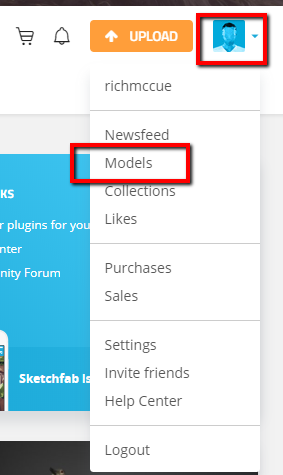 UPLOAD
richmccue
Newsfeed
Models
Collections
Likes
Purchases
Sales
Settings
Invite friends
Help Center
Logout
KS
r plugins for you
nter
nity Forum
Sketchfab is